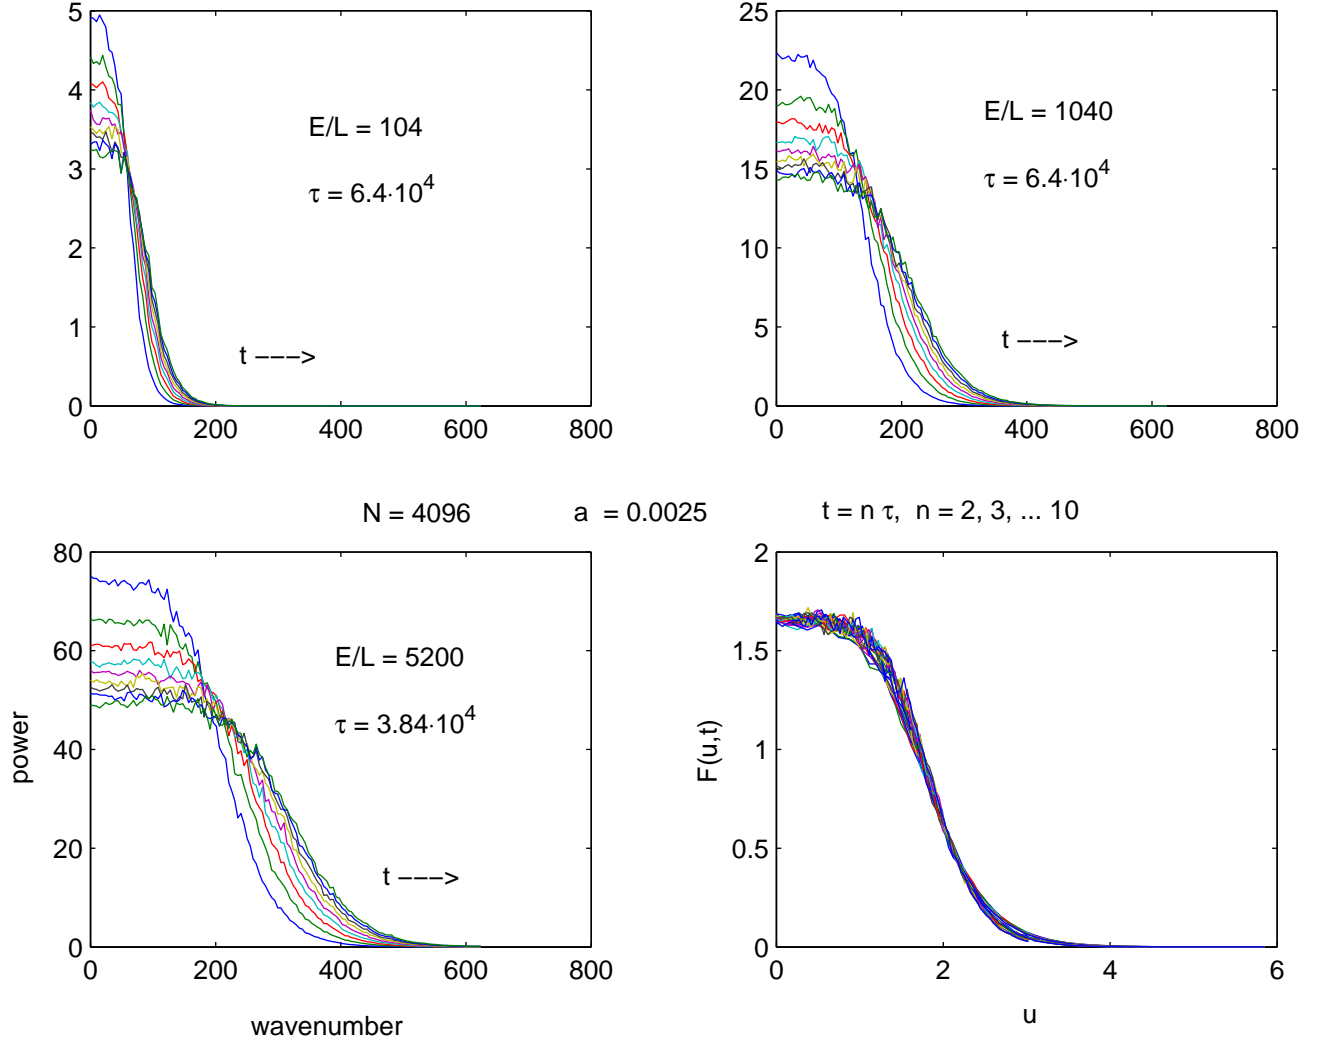 5
4
3
2
1
0
0 200 400 600 800
E/L = 104
τ = 6.4·10^4
t −−−>
25
20
15
10
5
0
0 200 400 600 800
E/L = 1040
τ = 6.4·10^4
t −−−>
N = 4096 a = 0.0025 t = n τ, n = 2, 3, ... 10
80
60
40
20
0
0 200 400 600 800
E/L = 5200
τ = 3.84·10^4
t −−−>
power
wavenumber
2
1.5
1
0.5
0
0 2 4 6
F(u,t)
u